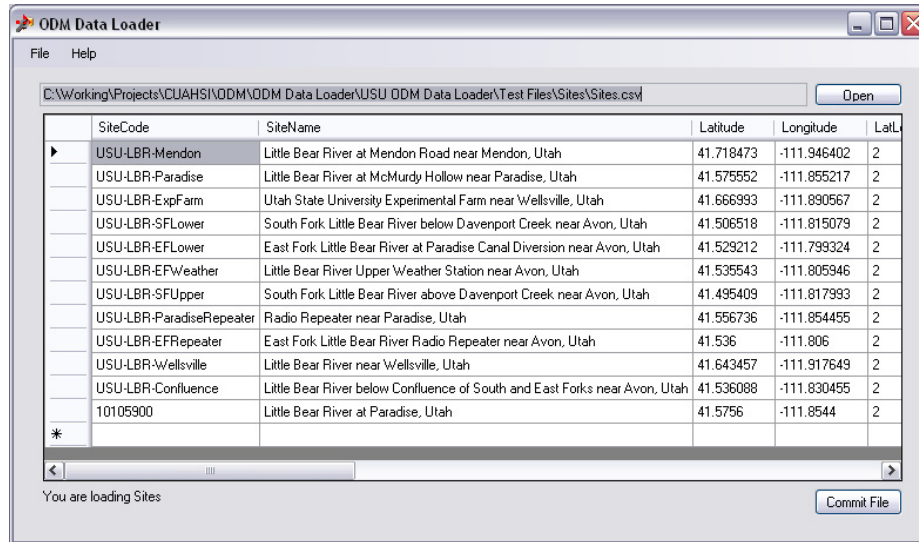 ODM Data Loader
File Help
C:\Working\Projects\CUAHSI\ODM\ODM Data Loader\USU ODM Data Loader\Test Files\Sites\Sites.csv Open
SiteCode SiteName Latitude Longitude LatL
USU-LBR-Mendon Little Bear River at Mendon Road near Mendon, Utah 41.718473 -111.946402 2
USU-LBR-Paradise Little Bear River at McMurdy Hollow near Paradise, Utah 41.575552 -111.855217 2
USU-LBR-ExpFarm Utah State University Experimental Farm near Wellsville, Utah 41.666993 -111.890567 2
USU-LBR-SFLower South Fork Little Bear River below Davenport Creek near Avon, Utah 41.506518 -111.815079 2
USU-LBR-EFLower East Fork Little Bear River at Paradise Canal Diversion near Avon, Utah 41.529212 -111.799324 2
USU-LBR-EFWeather Little Bear River Upper Weather Station near Avon, Utah 41.535543 -111.805946 2
USU-LBR-SFUpper South Fork Little Bear River above Davenport Creek near Avon, Utah 41.495409 -111.817993 2
USU-LBR-ParadiseRepeater Radio Repeater near Paradise, Utah 41.556736 -111.854455 2
USU-LBR-EFRepeater East Fork Little Bear River Radio Repeater near Avon, Utah 41.536 -111.806 2
USU-LBR-Wellsville Little Bear River near Wellsville, Utah 41.643457 -111.917649 2
USU-LBR-Confluence Little Bear River below Confluence of South and East Forks near Avon, Utah 41.536088 -111.830455 2
10105900 Little Bear River at Paradise, Utah 41.5756 -111.8544 2
You are loading Sites Commit File